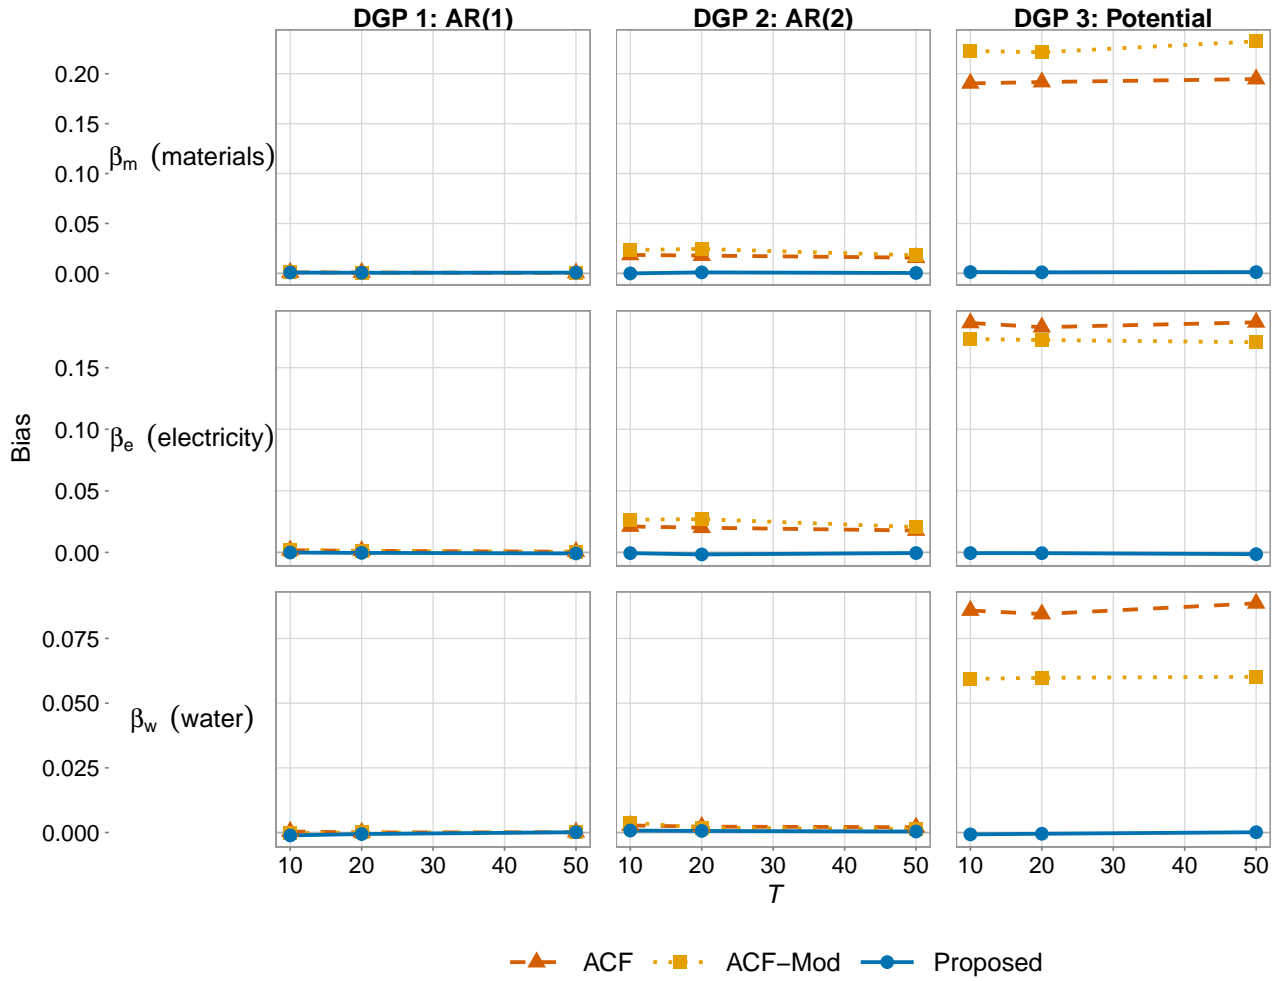 DGP 1: AR(1) DGP 2: AR(2) DGP 3: Potential
0.20
0.15
βm (materials)
0.10
0.05
0.00
0.15
0.10
βe (electricity)
Bias
0.05
0.00
0.075
0.050
βw (water)
0.025
0.000
10 20 30 40 50 10 20 30 40 50 10 20 30 40 50
T
ACF ACF−Mod Proposed